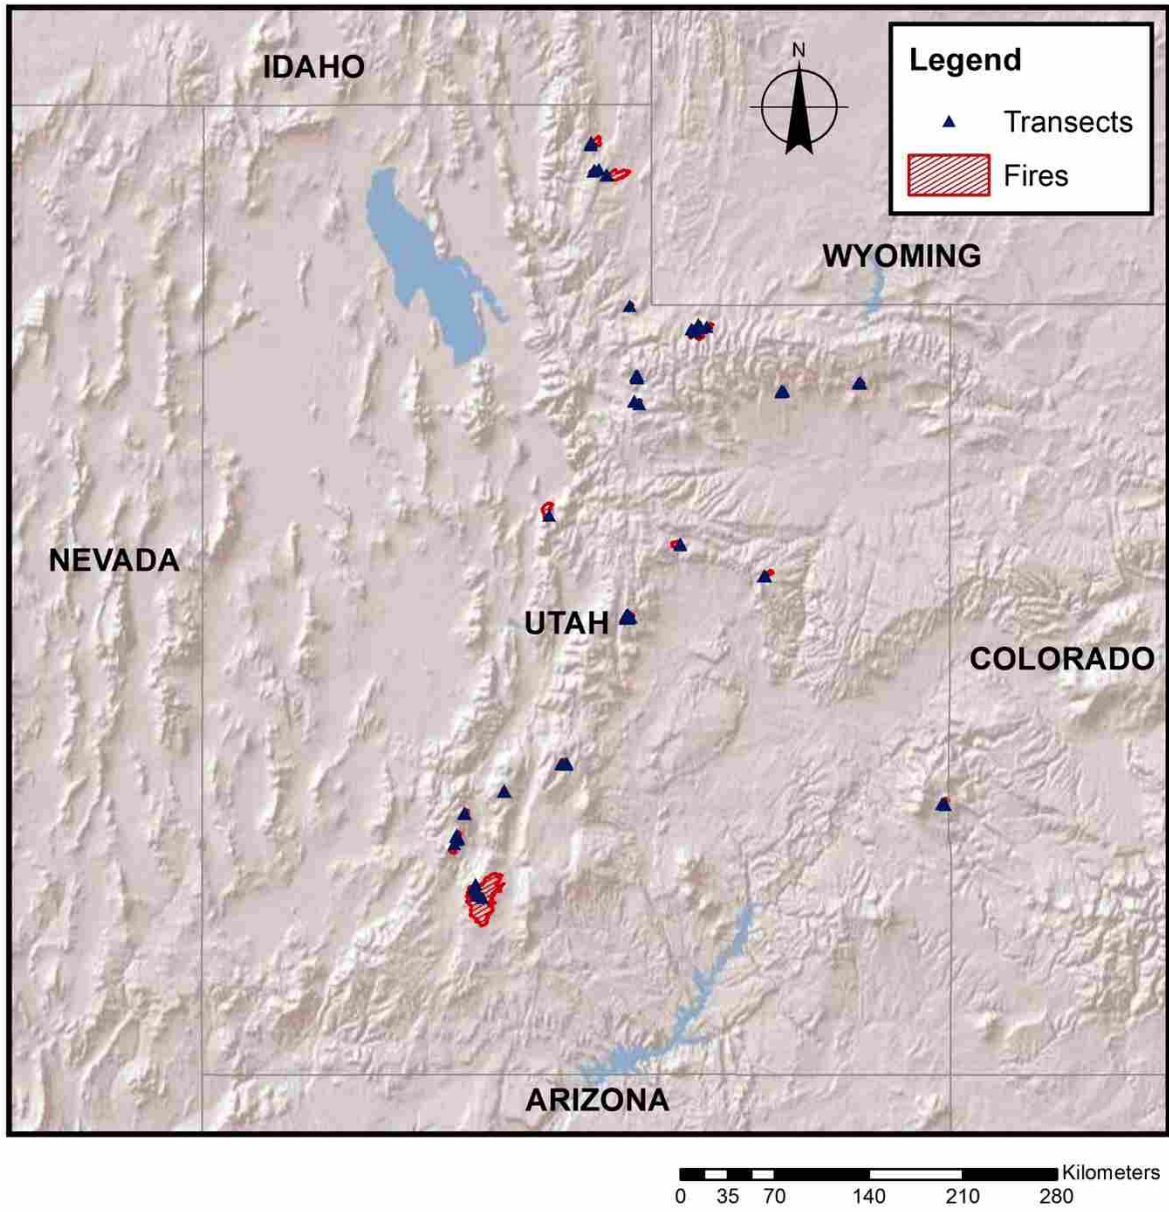 IDAHO
N
Legend
Transects
Fires
WYOMING
NEVADA
UTAH
COLORADO
ARIZONA
Kilometers
0 35 70 140 210 280